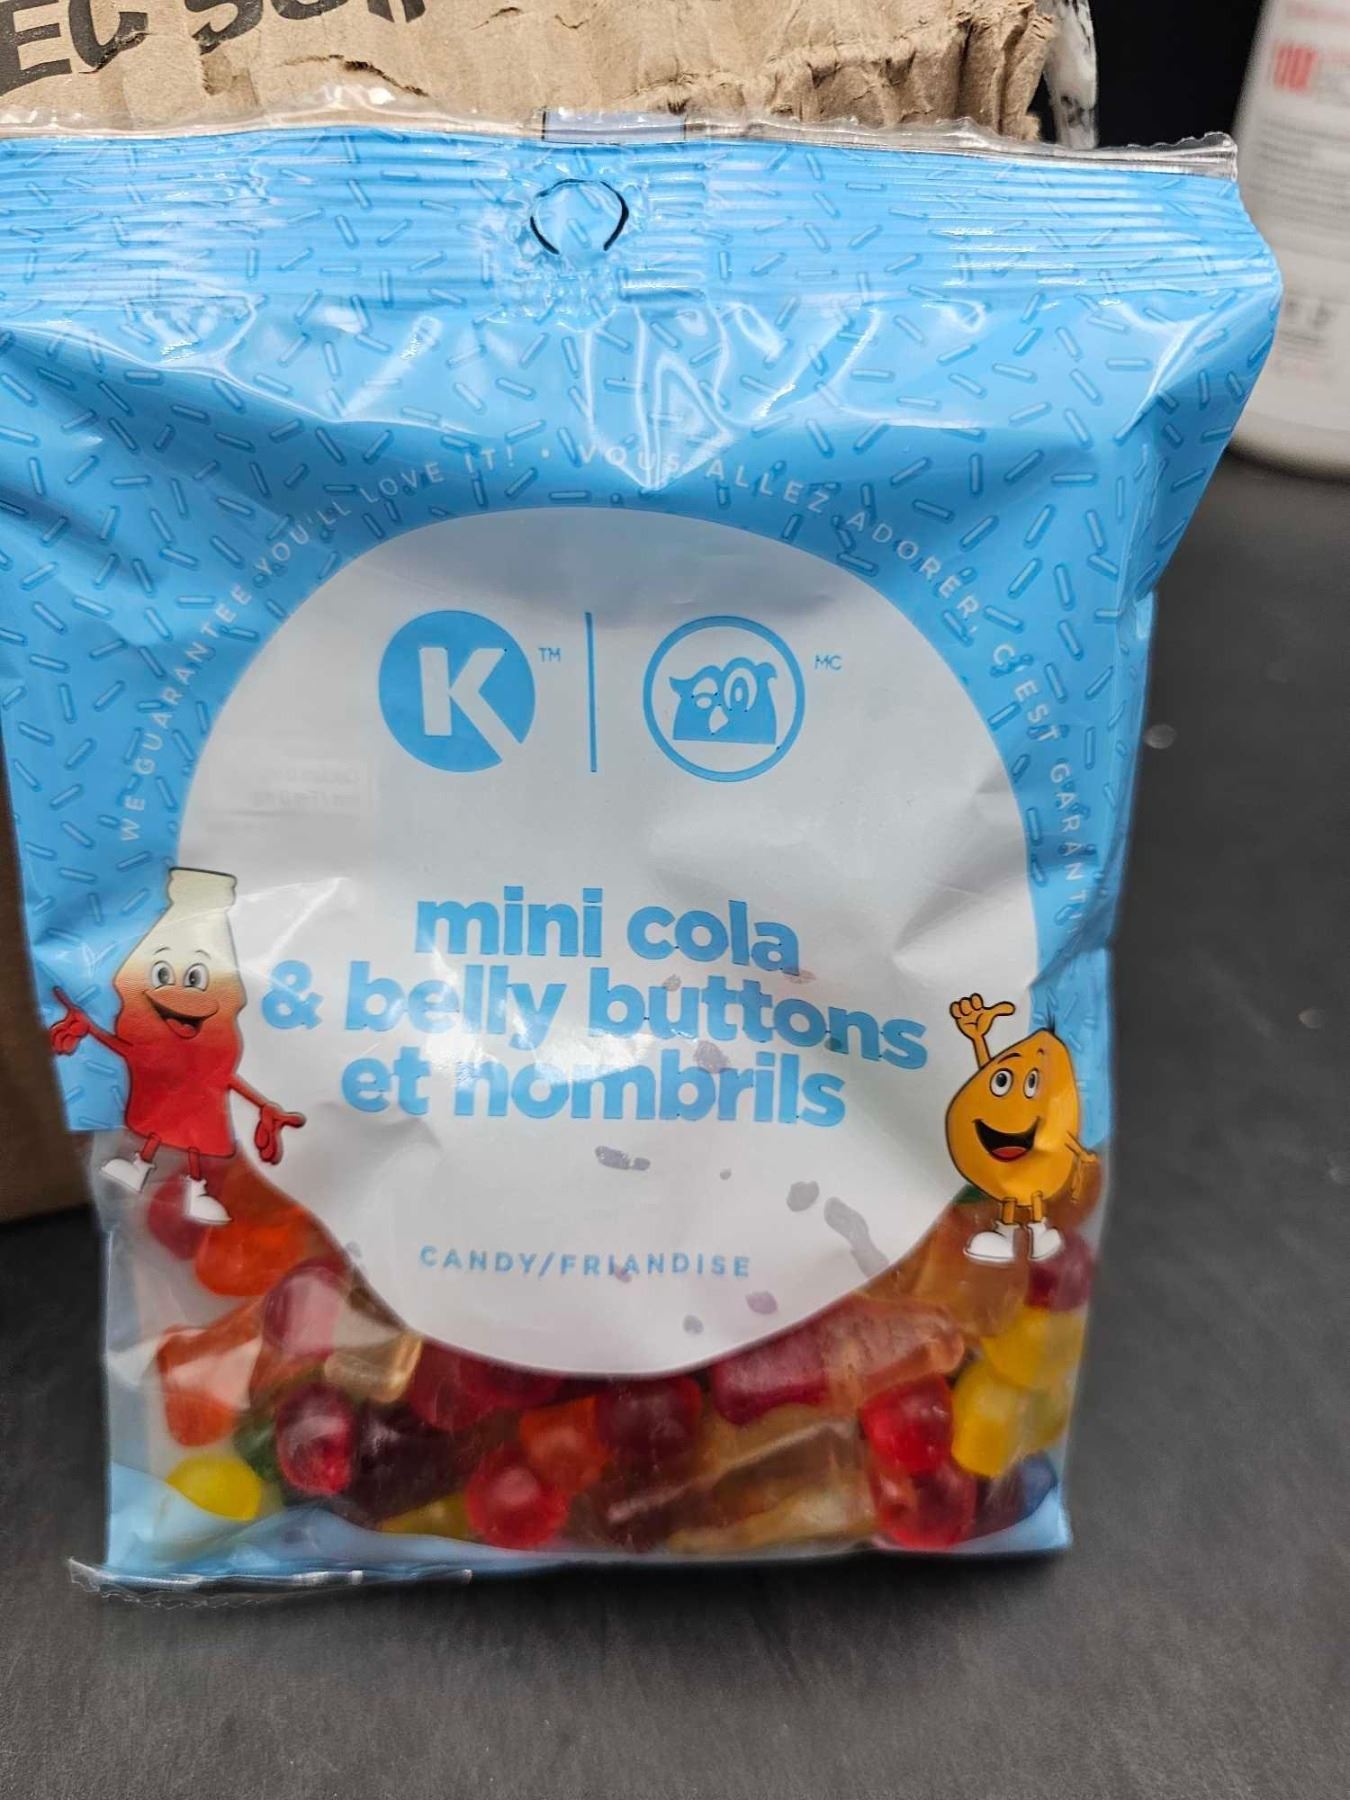 WE GUARANTEE YOU'LL LOVE IT! • VOUS ALLEZ ADORER, C'EST GARANTI!
K™ MC
mini cola
& belly buttons
et nombrils
CANDY/FRIANDISE